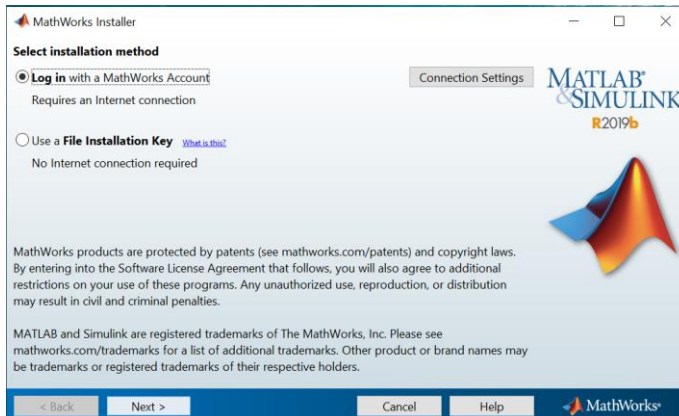 MathWorks Installer
Select installation method
Log in with a MathWorks Account
Connection Settings
Requires an Internet connection
MATLAB®
&SIMULINK®
R2019b
Use a File Installation Key What is this?
No Internet connection required
MathWorks products are protected by patents (see mathworks.com/patents) and copyright laws.
By entering into the Software License Agreement that follows, you will also agree to additional
restrictions on your use of these programs. Any unauthorized use, reproduction, or distribution
may result in civil and criminal penalties.
MATLAB and Simulink are registered trademarks of The MathWorks, Inc. Please see
mathworks.com/trademarks for a list of additional trademarks. Other product or brand names may
be trademarks or registered trademarks of their respective holders.
< Back Next > Cancel Help MathWorks®